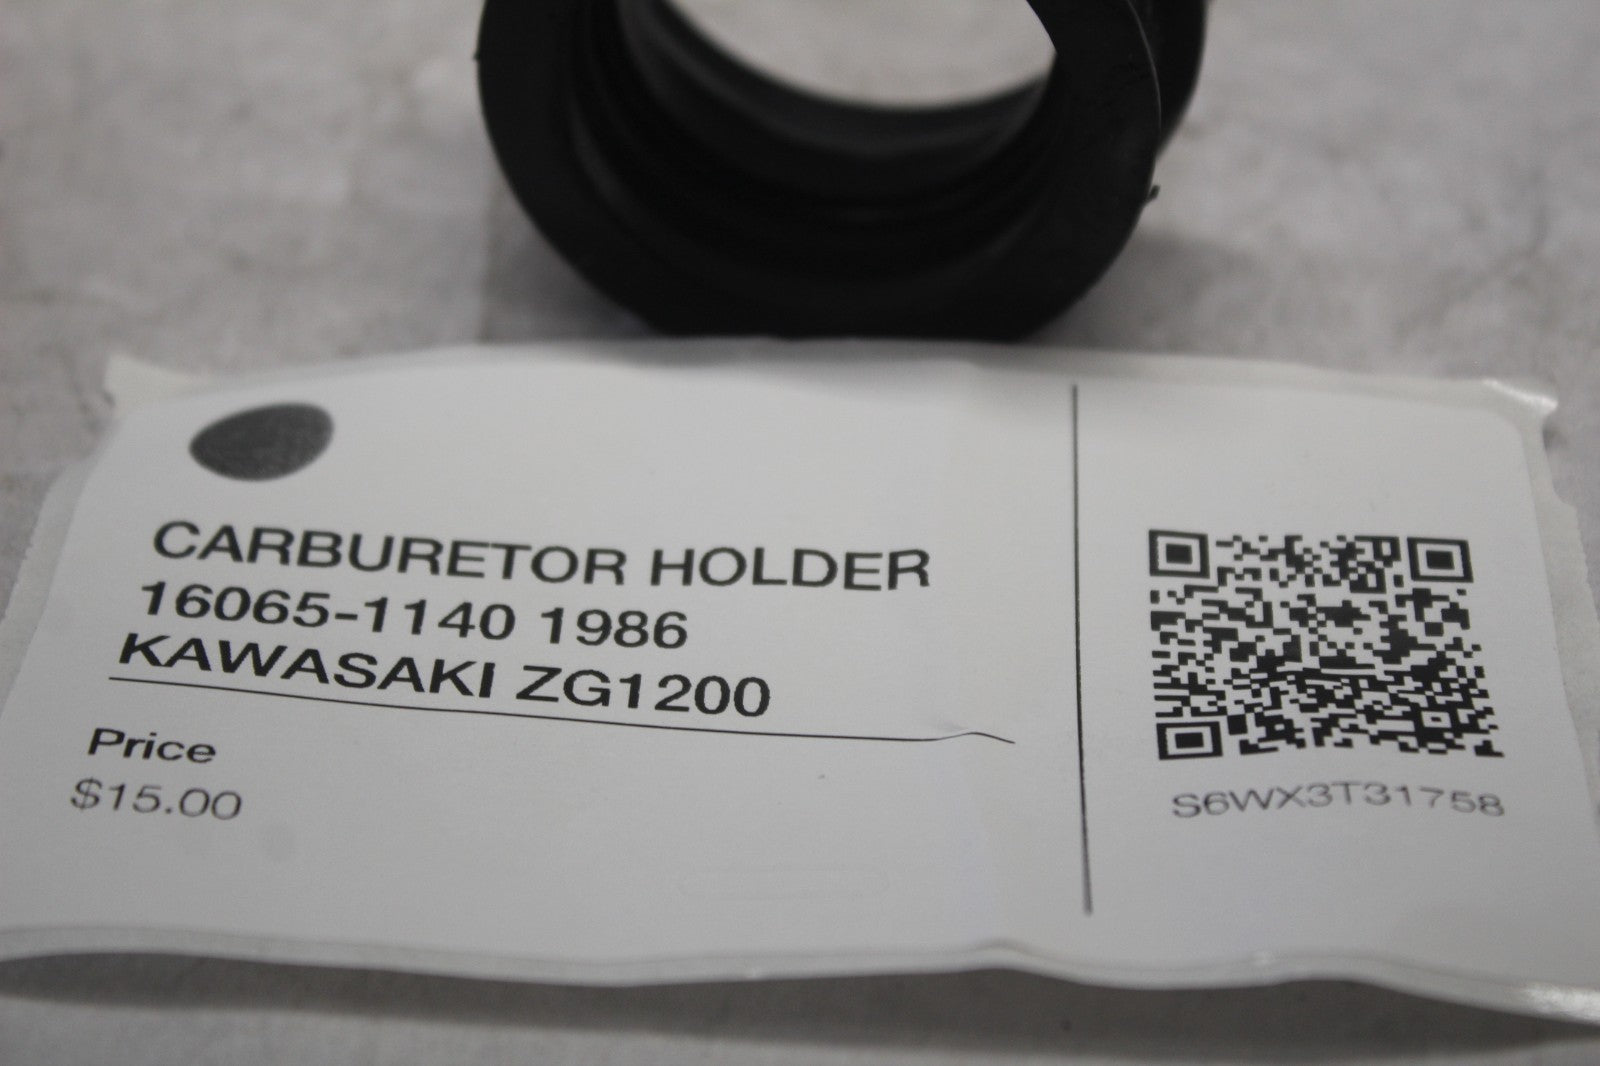 CARBURETOR HOLDER
16065-1140 1986
KAWASAKI ZG1200
Price
$15.00
S6WX3T31758